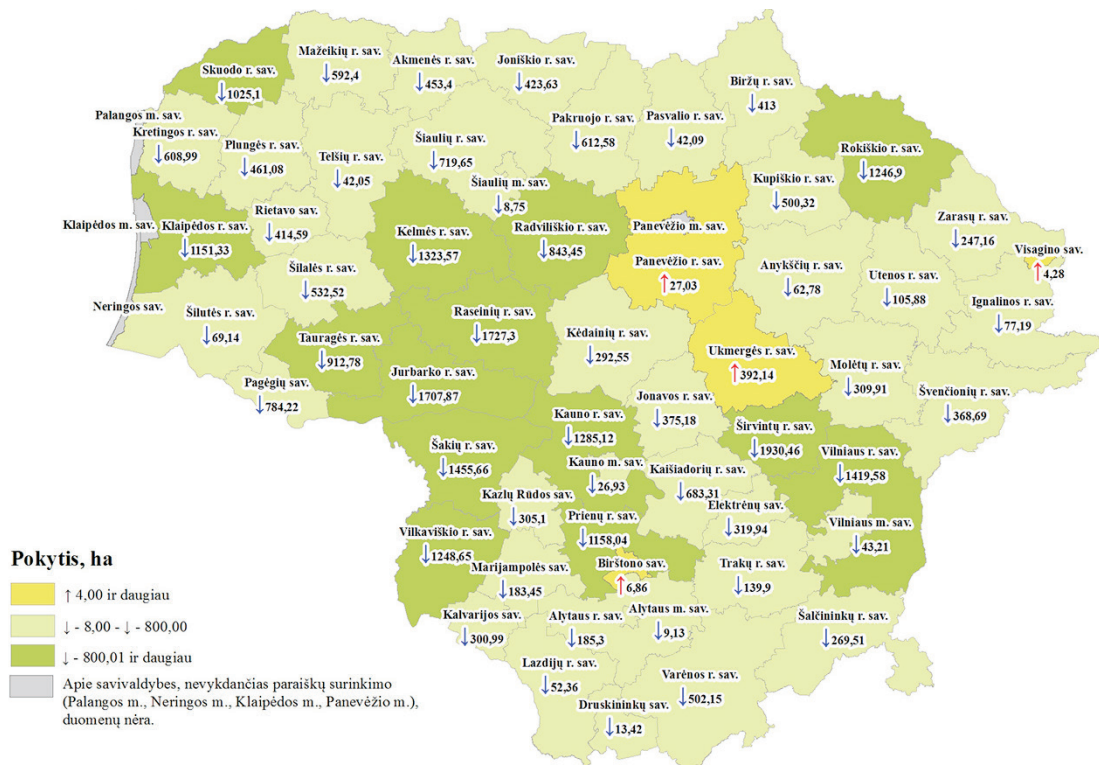 Mažeikių r. sav.
↓592,4
Akmenės r. sav.
↓453,4
Joniškio r. sav.
↓423,63
Skuodo r. sav.
↓1025,1
Biržų r. sav.
↓413
Palangos m. sav.
Kretingos r. sav.
↓608,99
Plungės r. sav.
↓461,08
Telšių r. sav.
↓42,05
Šiaulių r. sav.
↓719,65
Pakruojo r. sav.
↓612,58
Pasvalio r. sav.
↓42,09
Rokiškio r. sav.
↓1246,9
Šiaulių m. sav.
↓8,75
Kupiškio r. sav.
↓500,32
Klaipėdos m. sav.
Klaipėdos r. sav.
↓1151,33
Rietavo sav.
↓414,59
Kelmės r. sav.
↓1323,57
Radviliškio r. sav.
↓843,45
Panevėžio m. sav.
Panevėžio r. sav.
↑27,03
Zarasų r. sav.
↓247,16
Visagino sav.
↑4,28
Šilalės r. sav.
↓532,52
Anykščių r. sav.
↓62,78
Utenos r. sav.
↓105,88
Ignalinos r. sav.
↓77,19
Neringos sav.
Šilutės r. sav.
↓69,14
Raseinių r. sav.
↓1727,3
Tauragės r. sav.
↓912,78
Kėdainių r. sav.
↓292,55
Ukmergės r. sav.
↑392,14
Molėtų r. sav.
↓309,91
Pagėgių sav.
↓784,22
Jurbarko r. sav.
↓1707,87
Jonavos r. sav.
↓375,18
Švenčionių r. sav.
↓368,69
Kauno r. sav.
↓1285,12
Širvintų r. sav.
↓1930,46
Šakių r. sav.
↓1455,66
Kauno m. sav.
↓26,93
Kaišiadorių r. sav.
↓683,31
Vilniaus r. sav.
↓1419,58
Kazlų Rūdos sav.
↓305,1
Elektrėnų sav.
↓319,94
Prienų r. sav.
↓1158,04
Vilniaus m. sav.
↓43,21
Vilkaviškio r. sav.
↓1248,65
Birštono sav.
↑6,86
Trakų r. sav.
↓139,9
Marijampolės sav.
↓183,45
Kalvarijos sav.
↓300,99
Alytaus r. sav.
↓185,3
Alytaus m. sav.
↓9,13
Šalčininkų r. sav.
↓269,51
Lazdijų r. sav.
↓52,36
Varėnos r. sav.
↓502,15
Druskininkų sav.
↓13,42
Pokytis, ha
↑ 4,00 ir daugiau
↓ - 8,00 - ↓ - 800,00
↓ - 800,01 ir daugiau
Apie savivaldybes, nevykdančias paraiškų surinkimo
(Palangos m., Neringos m., Klaipėdos m., Panevėžio m.),
duomenų nėra.